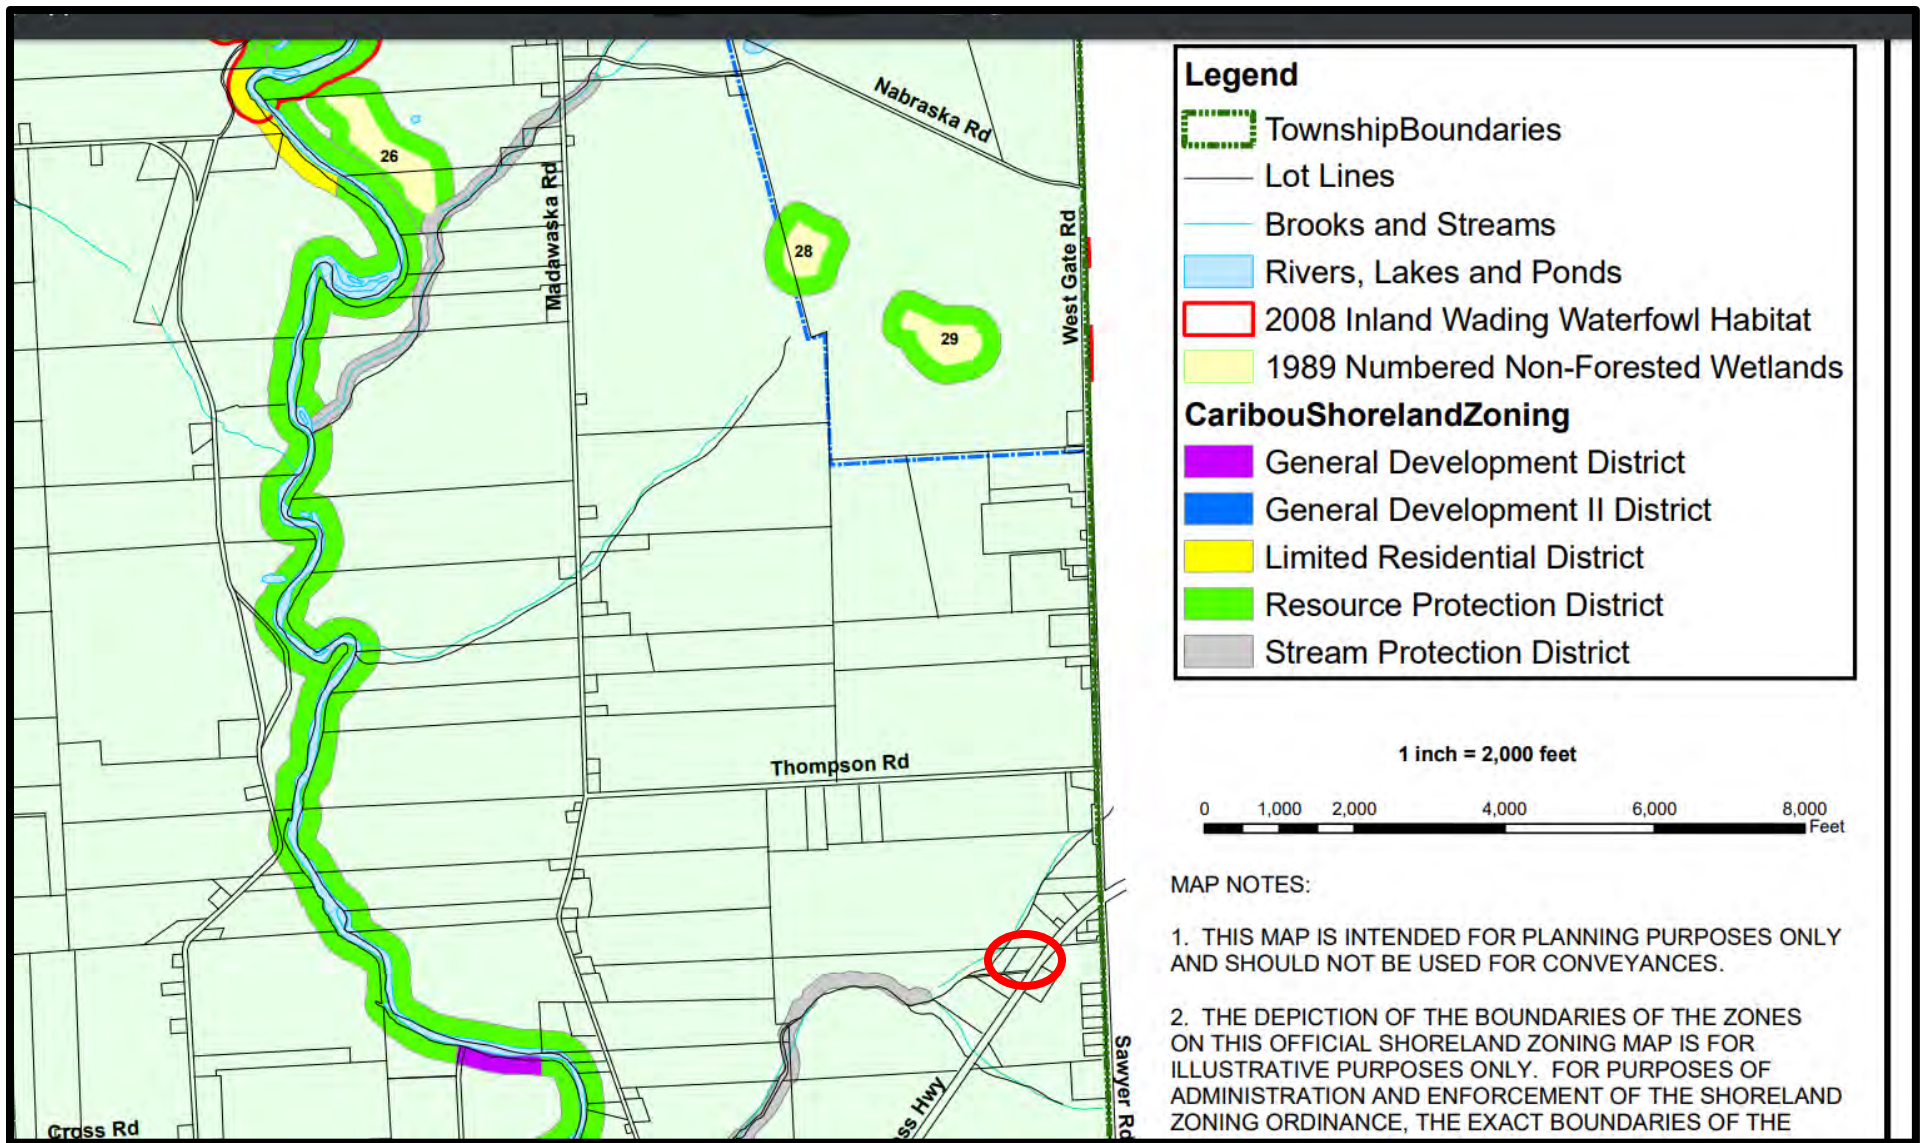 Nabraska Rd
26
Madawaska Rd
28
West Gate Rd
29
Thompson Rd
ss Hwy
Sawyer Rd
Cross Rd
Legend
TownshipBoundaries
Lot Lines
Brooks and Streams
Rivers, Lakes and Ponds
2008 Inland Wading Waterfowl Habitat
1989 Numbered Non-Forested Wetlands
CaribouShorelandZoning
General Development District
General Development II District
Limited Residential District
Resource Protection District
Stream Protection District
1 inch = 2,000 feet
0 1,000 2,000 4,000 6,000 8,000
Feet
MAP NOTES:
1. THIS MAP IS INTENDED FOR PLANNING PURPOSES ONLY
AND SHOULD NOT BE USED FOR CONVEYANCES.
2. THE DEPICTION OF THE BOUNDARIES OF THE ZONES
ON THIS OFFICIAL SHORELAND ZONING MAP IS FOR
ILLUSTRATIVE PURPOSES ONLY. FOR PURPOSES OF
ADMINISTRATION AND ENFORCEMENT OF THE SHORELAND
ZONING ORDINANCE, THE EXACT BOUNDARIES OF THE